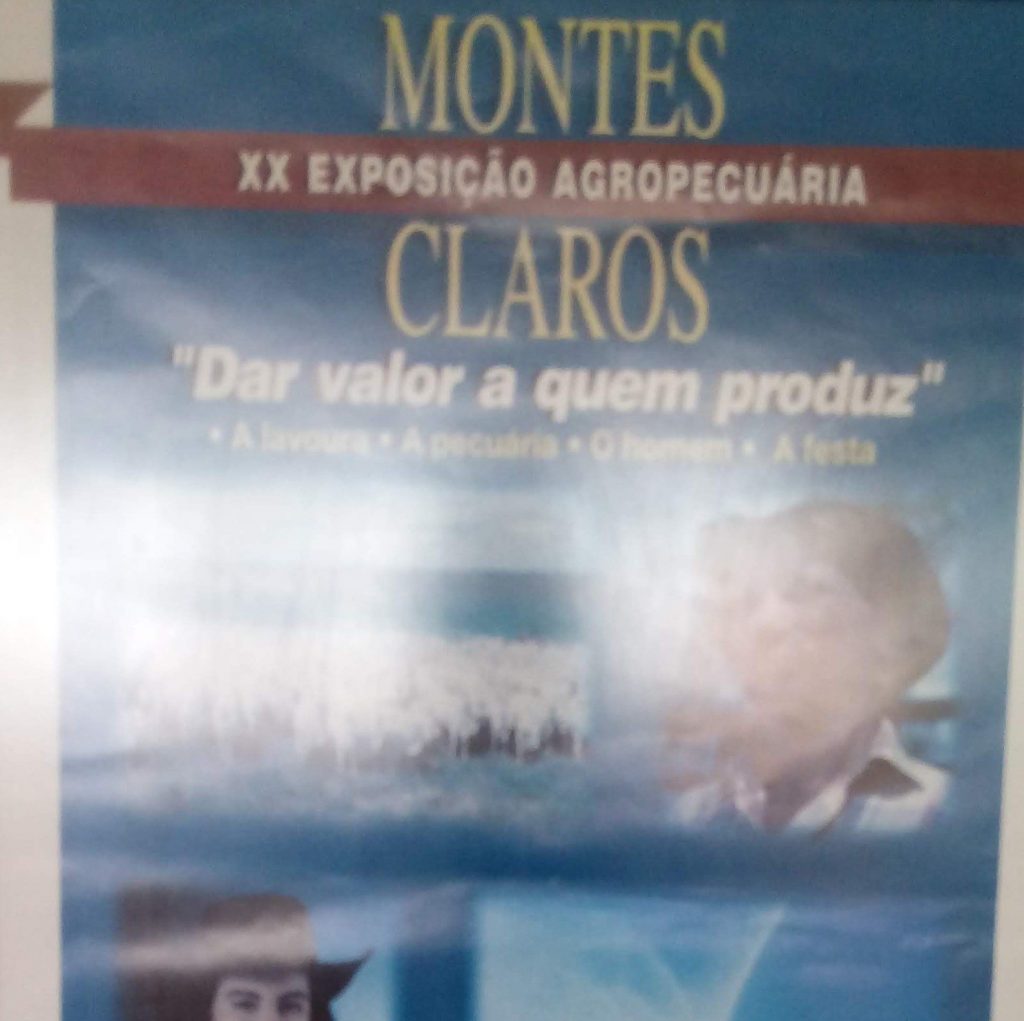 MONTES
XX EXPOSIÇÃO AGROPECUÁRIA
CLAROS
"Dar valor a quem produz"
• A lavoura • A pecuária • O homem • A festa